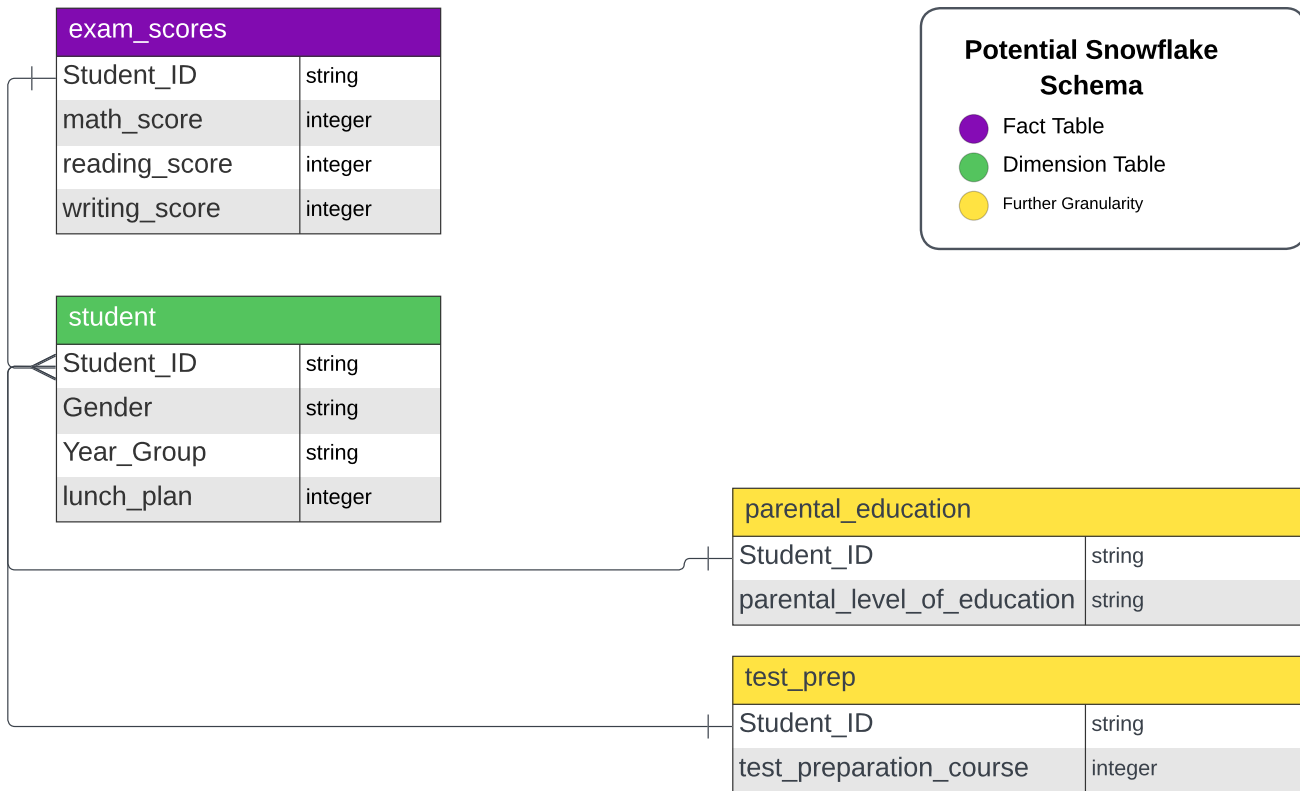 exam_scores
Student_ID string
math_score integer
reading_score integer
writing_score integer
Potential Snowflake
Schema
Fact Table
Dimension Table
Further Granularity
student
Student_ID string
Gender string
Year_Group string
lunch_plan integer
parental_education
Student_ID string
parental_level_of_education string
test_prep
Student_ID string
test_preparation_course integer